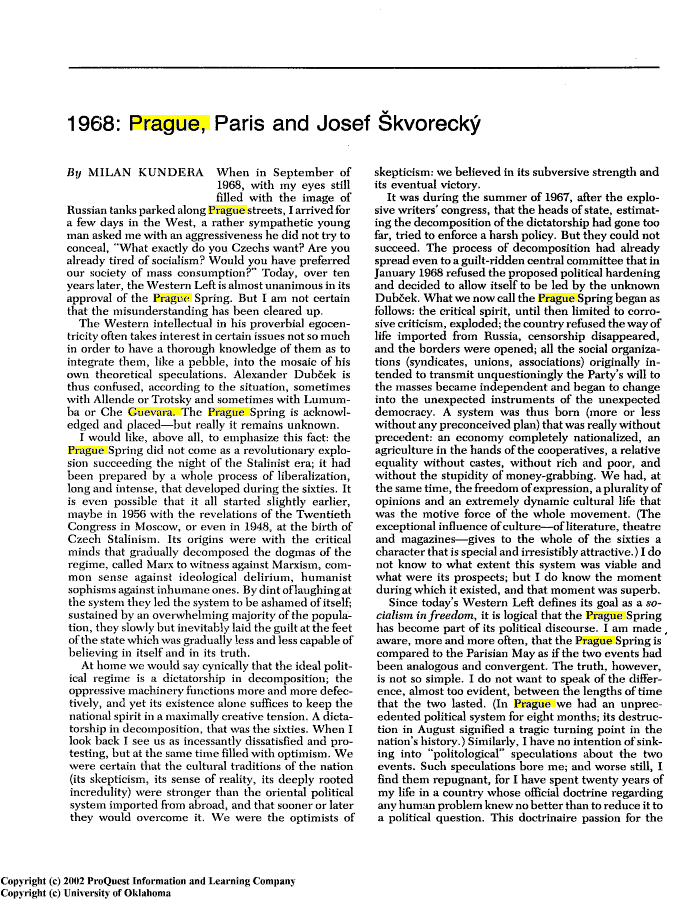 1968: Prague, Paris and Josef Škvorecký
By MILAN KUNDERA When in September of
1968, with my eyes still
filled with the image of
Russian tanks parked along Prague streets, I arrived for
a few days in the West, a rather sympathetic young
man asked me with an aggressiveness he did not try to
conceal, "What exactly do you Czechs want? Are you
already tired of socialism? Would you have preferred
our society of mass consumption?" Today, over ten
years later, the Western Left is almost unanimous in its
approval of the Prague Spring. But I am not certain
that the misunderstanding has been cleared up.
The Western intellectual in his proverbial egocen-
tricity often takes interest in certain issues not so much
in order to have a thorough knowledge of them as to
integrate them, like a pebble, into the mosaic of his
own theoretical speculations. Alexander Dubček is
thus confused, according to the situation, sometimes
with Allende or Trotsky and sometimes with Lumum-
ba or Che Guevara. The Prague Spring is acknowl-
edged and placed—but really it remains unknown.
I would like, above all, to emphasize this fact: the
Prague Spring did not come as a revolutionary explo-
sion succeeding the night of the Stalinist era; it had
been prepared by a whole process of liberalization,
long and intense, that developed during the sixties. It
is even possible that it all started slightly earlier,
maybe in 1956 with the revelations of the Twentieth
Congress in Moscow, or even in 1948, at the birth of
Czech Stalinism. Its origins were with the critical
minds that gradually decomposed the dogmas of the
regime, called Marx to witness against Marxism, com-
mon sense against ideological delirium, humanist
sophisms against inhumane ones. By dint of laughing at
the system they led the system to be ashamed of itself;
sustained by an overwhelming majority of the popula-
tion, they slowly but inevitably laid the guilt at the feet
of the state which was gradually less and less capable of
believing in itself and in its truth.
At home we would say cynically that the ideal polit-
ical regime is a dictatorship in decomposition; the
oppressive machinery functions more and more defec-
tively, and yet its existence alone suffices to keep the
national spirit in a maximally creative tension. A dicta-
torship in decomposition, that was the sixties. When I
look back I see us as incessantly dissatisfied and pro-
testing, but at the same time filled with optimism. We
were certain that the cultural traditions of the nation
(its skepticism, its sense of reality, its deeply rooted
incredulity) were stronger than the oriental political
system imported from abroad, and that sooner or later
they would overcome it. We were the optimists of
skepticism: we believed in its subversive strength and
its eventual victory.
It was during the summer of 1967, after the explo-
sive writers' congress, that the heads of state, estimat-
ing the decomposition of the dictatorship had gone too
far, tried to enforce a harsh policy. But they could not
succeed. The process of decomposition had already
spread even to a guilt-ridden central committee that in
January 1968 refused the proposed political hardening
and decided to allow itself to be led by the unknown
Dubček. What we now call the Prague Spring began as
follows: the critical spirit, until then limited to corro-
sive criticism, exploded; the country refused the way of
life imported from Russia, censorship disappeared,
and the borders were opened; all the social organiza-
tions (syndicates, unions, associations) originally in-
tended to transmit unquestioningly the Party's will to
the masses became independent and began to change
into the unexpected instruments of the unexpected
democracy. A system was thus born (more or less
without any preconceived plan) that was really without
precedent: an economy completely nationalized, an
agriculture in the hands of the cooperatives, a relative
equality without castes, without rich and poor, and
without the stupidity of money-grabbing. We had, at
the same time, the freedom of expression, a plurality of
opinions and an extremely dynamic cultural life that
was the motive force of the whole movement. (The
exceptional influence of culture—of literature, theatre
and magazines—gives to the whole of the sixties a
character that is special and irresistibly attractive.) I do
not know to what extent this system was viable and
what were its prospects; but I do know the moment
during which it existed, and that moment was superb.
Since today's Western Left defines its goal as a so-
cialism in freedom, it is logical that the Prague Spring
has become part of its political discourse. I am made
aware, more and more often, that the Prague Spring is
compared to the Parisian May as if the two events had
been analogous and convergent. The truth, however,
is not so simple. I do not want to speak of the differ-
ence, almost too evident, between the lengths of time
that the two lasted. (In Prague we had an unprec-
edented political system for eight months; its destruc-
tion in August signified a tragic turning point in the
nation's history.) Similarly, I have no intention of sink-
ing into "politological" speculations about the two
events. Such speculations bore me; and worse still, I
find them repugnant, for I have spent twenty years of
my life in a country whose official doctrine regarding
any human problem knew no better than to reduce it to
a political question. This doctrinaire passion for the
Copyright (c) 2002 ProQuest Information and Learning Company
Copyright (c) University of Oklahoma